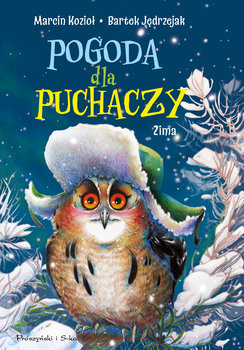 Marcin Kozioł • Bartek Jędrzejak
POGODA
dla
PUCHACZY
Zima
Prószyński i S-ka